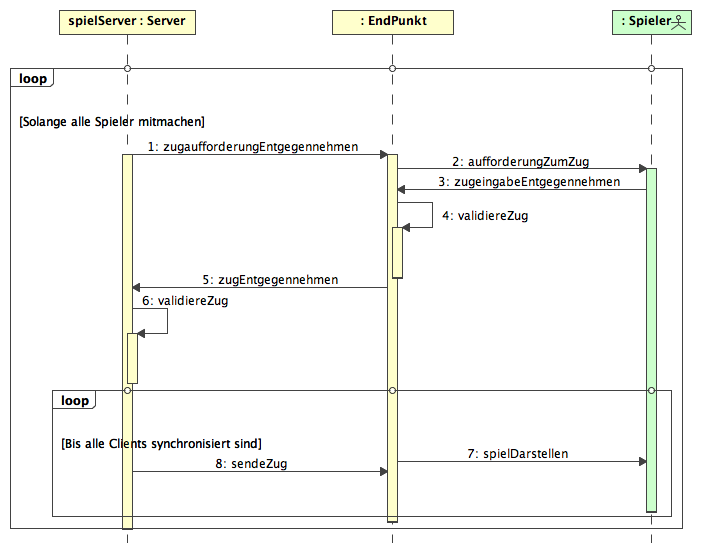 spielServer : Server
: EndPunkt
: Spieler
loop
[Solange alle Spieler mitmachen]
1: zugaufforderungEntgegennehmen
2: aufforderungZumZug
3: zugeingabeEntgegennehmen
4: validiereZug
5: zugEntgegennehmen
6: validiereZug
loop
[Bis alle Clients synchronisiert sind]
7: spielDarstellen
8: sendeZug